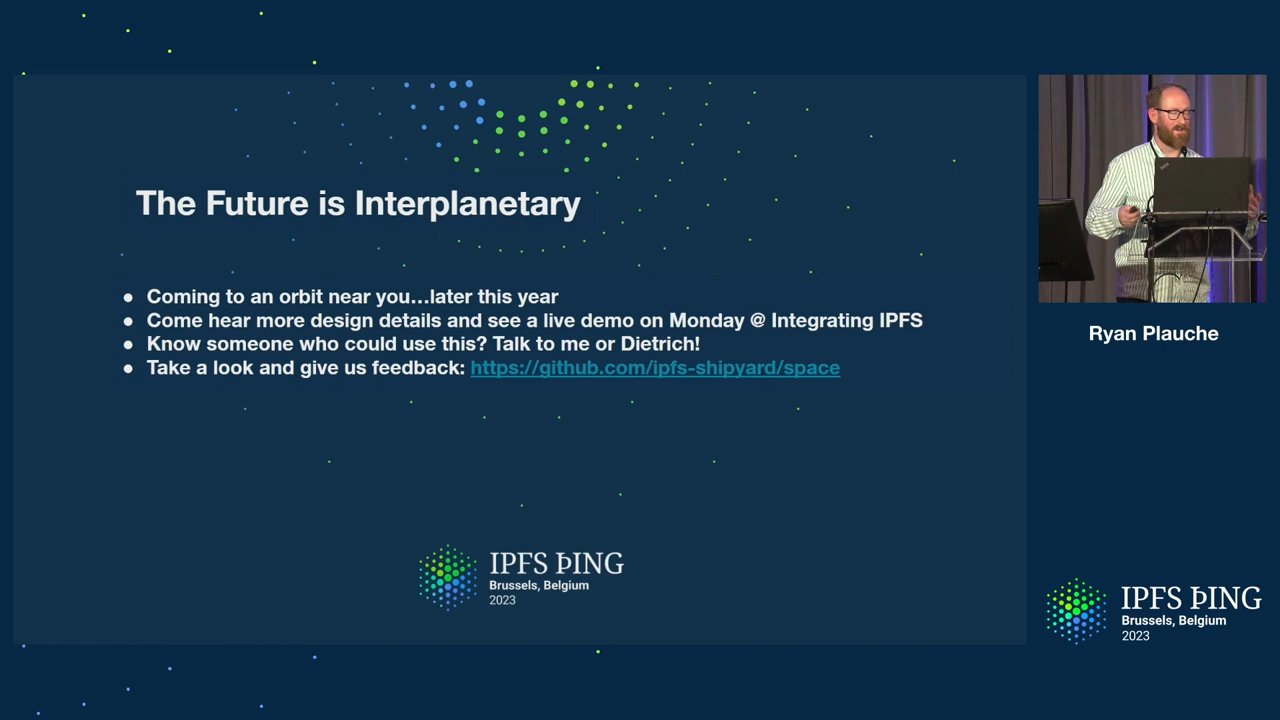 The Future is Interplanetary
● Coming to an orbit near you...later this year
● Come hear more design details and see a live demo on Monday @ Integrating IPFS
● Know someone who could use this? Talk to me or Dietrich!
● Take a look and give us feedback: https://github.com/ipfs-shipyard/space
IPFS ÞING
Brussels, Belgium
2023
Ryan Plauche
IPFS ÞING
Brussels, Belgium
2023